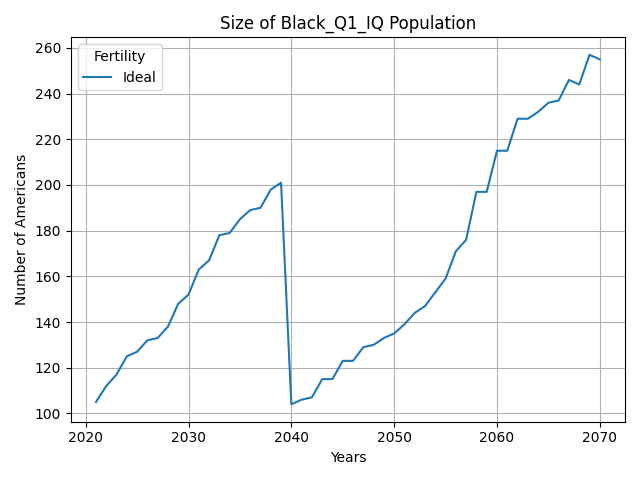 Size of Black_Q1_IQ Population
Fertility
Ideal
Number of Americans
260
240
220
200
180
160
140
120
100
2020 2030 2040 2050 2060 2070
Years